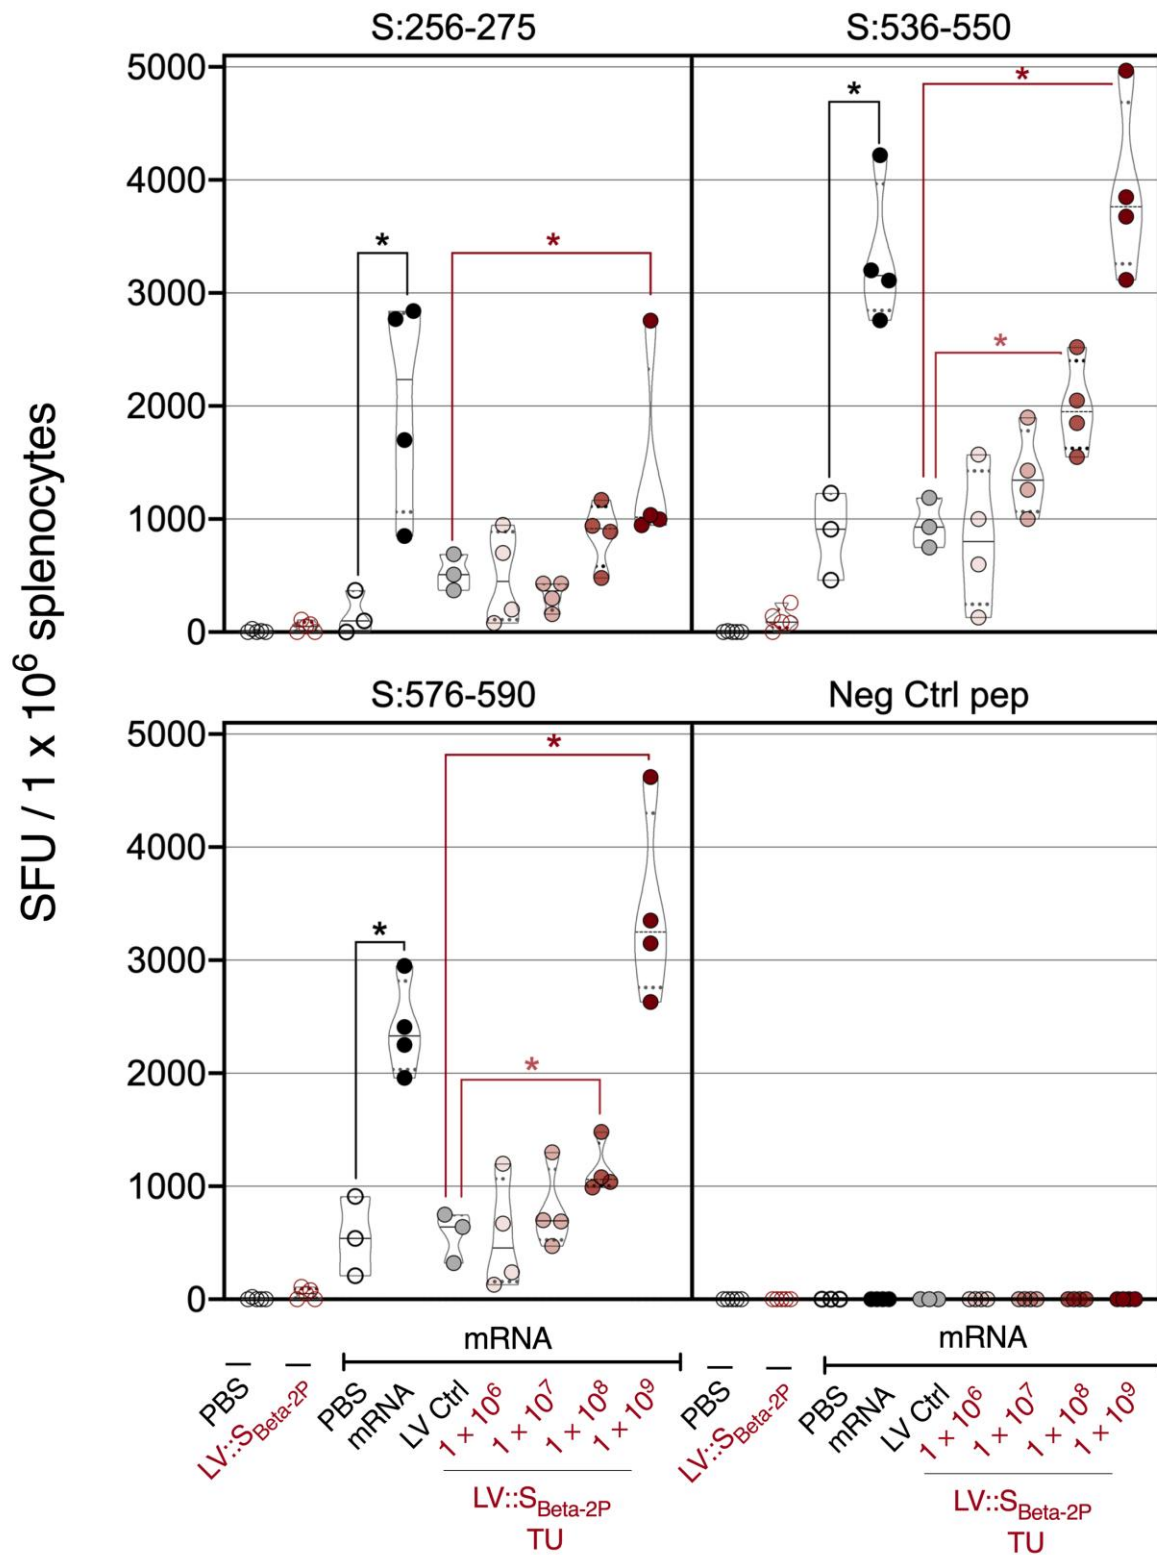 S:256-275 S:536-550
SFU / 1 x 10⁶ splenocytes
5000
4000
3000
2000
1000
0
* * * * *
S:576-590 Neg Ctrl pep
5000
4000
3000
2000
1000
0
* * *
mRNA mRNA
– – – –
PBS LV::S Beta-2P PBS mRNA LV Ctrl 1 × 10⁶ 1 × 10⁷ 1 × 10⁸ 1 × 10⁹ PBS LV::S Beta-2P PBS mRNA LV Ctrl 1 × 10⁶ 1 × 10⁷ 1 × 10⁸ 1 × 10⁹
LV::S Beta-2P LV::S Beta-2P
TU TU